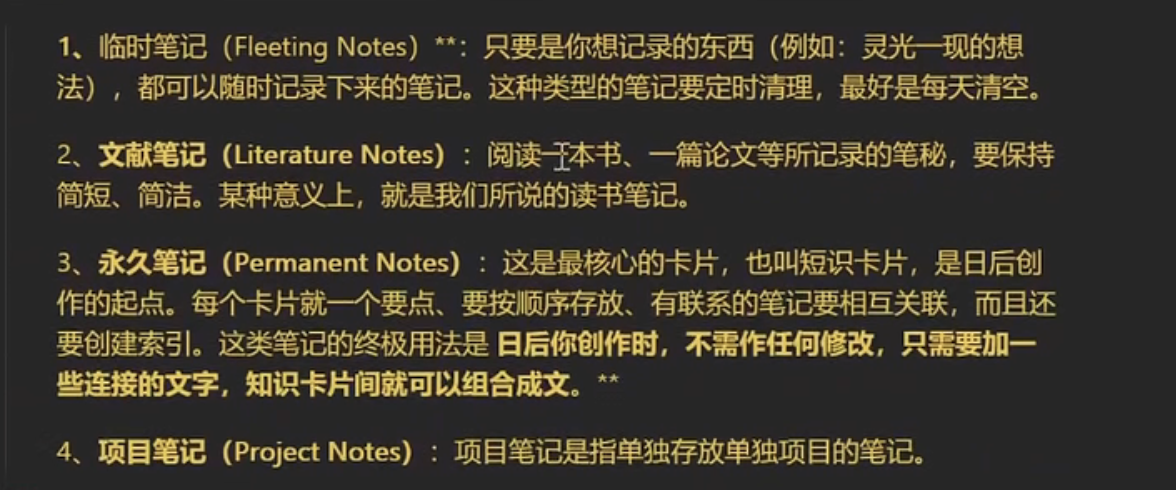 1、临时笔记（Fleeting Notes）**：只要是你想记录的东西（例如：灵光一现的想
法），都可以随时记录下来的笔记。这种类型的笔记要定时清理，最好是每天清空。
2、文献笔记（Literature Notes）：阅读一本书、一篇论文等所记录的笔秘，要保持
简短、简洁。某种意义上，就是我们所说的读书笔记。
3、永久笔记（Permanent Notes）：这是最核心的卡片，也叫短识卡片，是日后创
作的起点。每个卡片就一个要点、要按顺序存放、有联系的笔记要相互关联，而且还
要创建索引。这类笔记的终极用法是 日后你创作时，不需作任何修改，只需要加一
些连接的文字，知识卡片间就可以组合成文。**
4、项目笔记（Project Notes）：项目笔记是指单独存放单独项目的笔记。